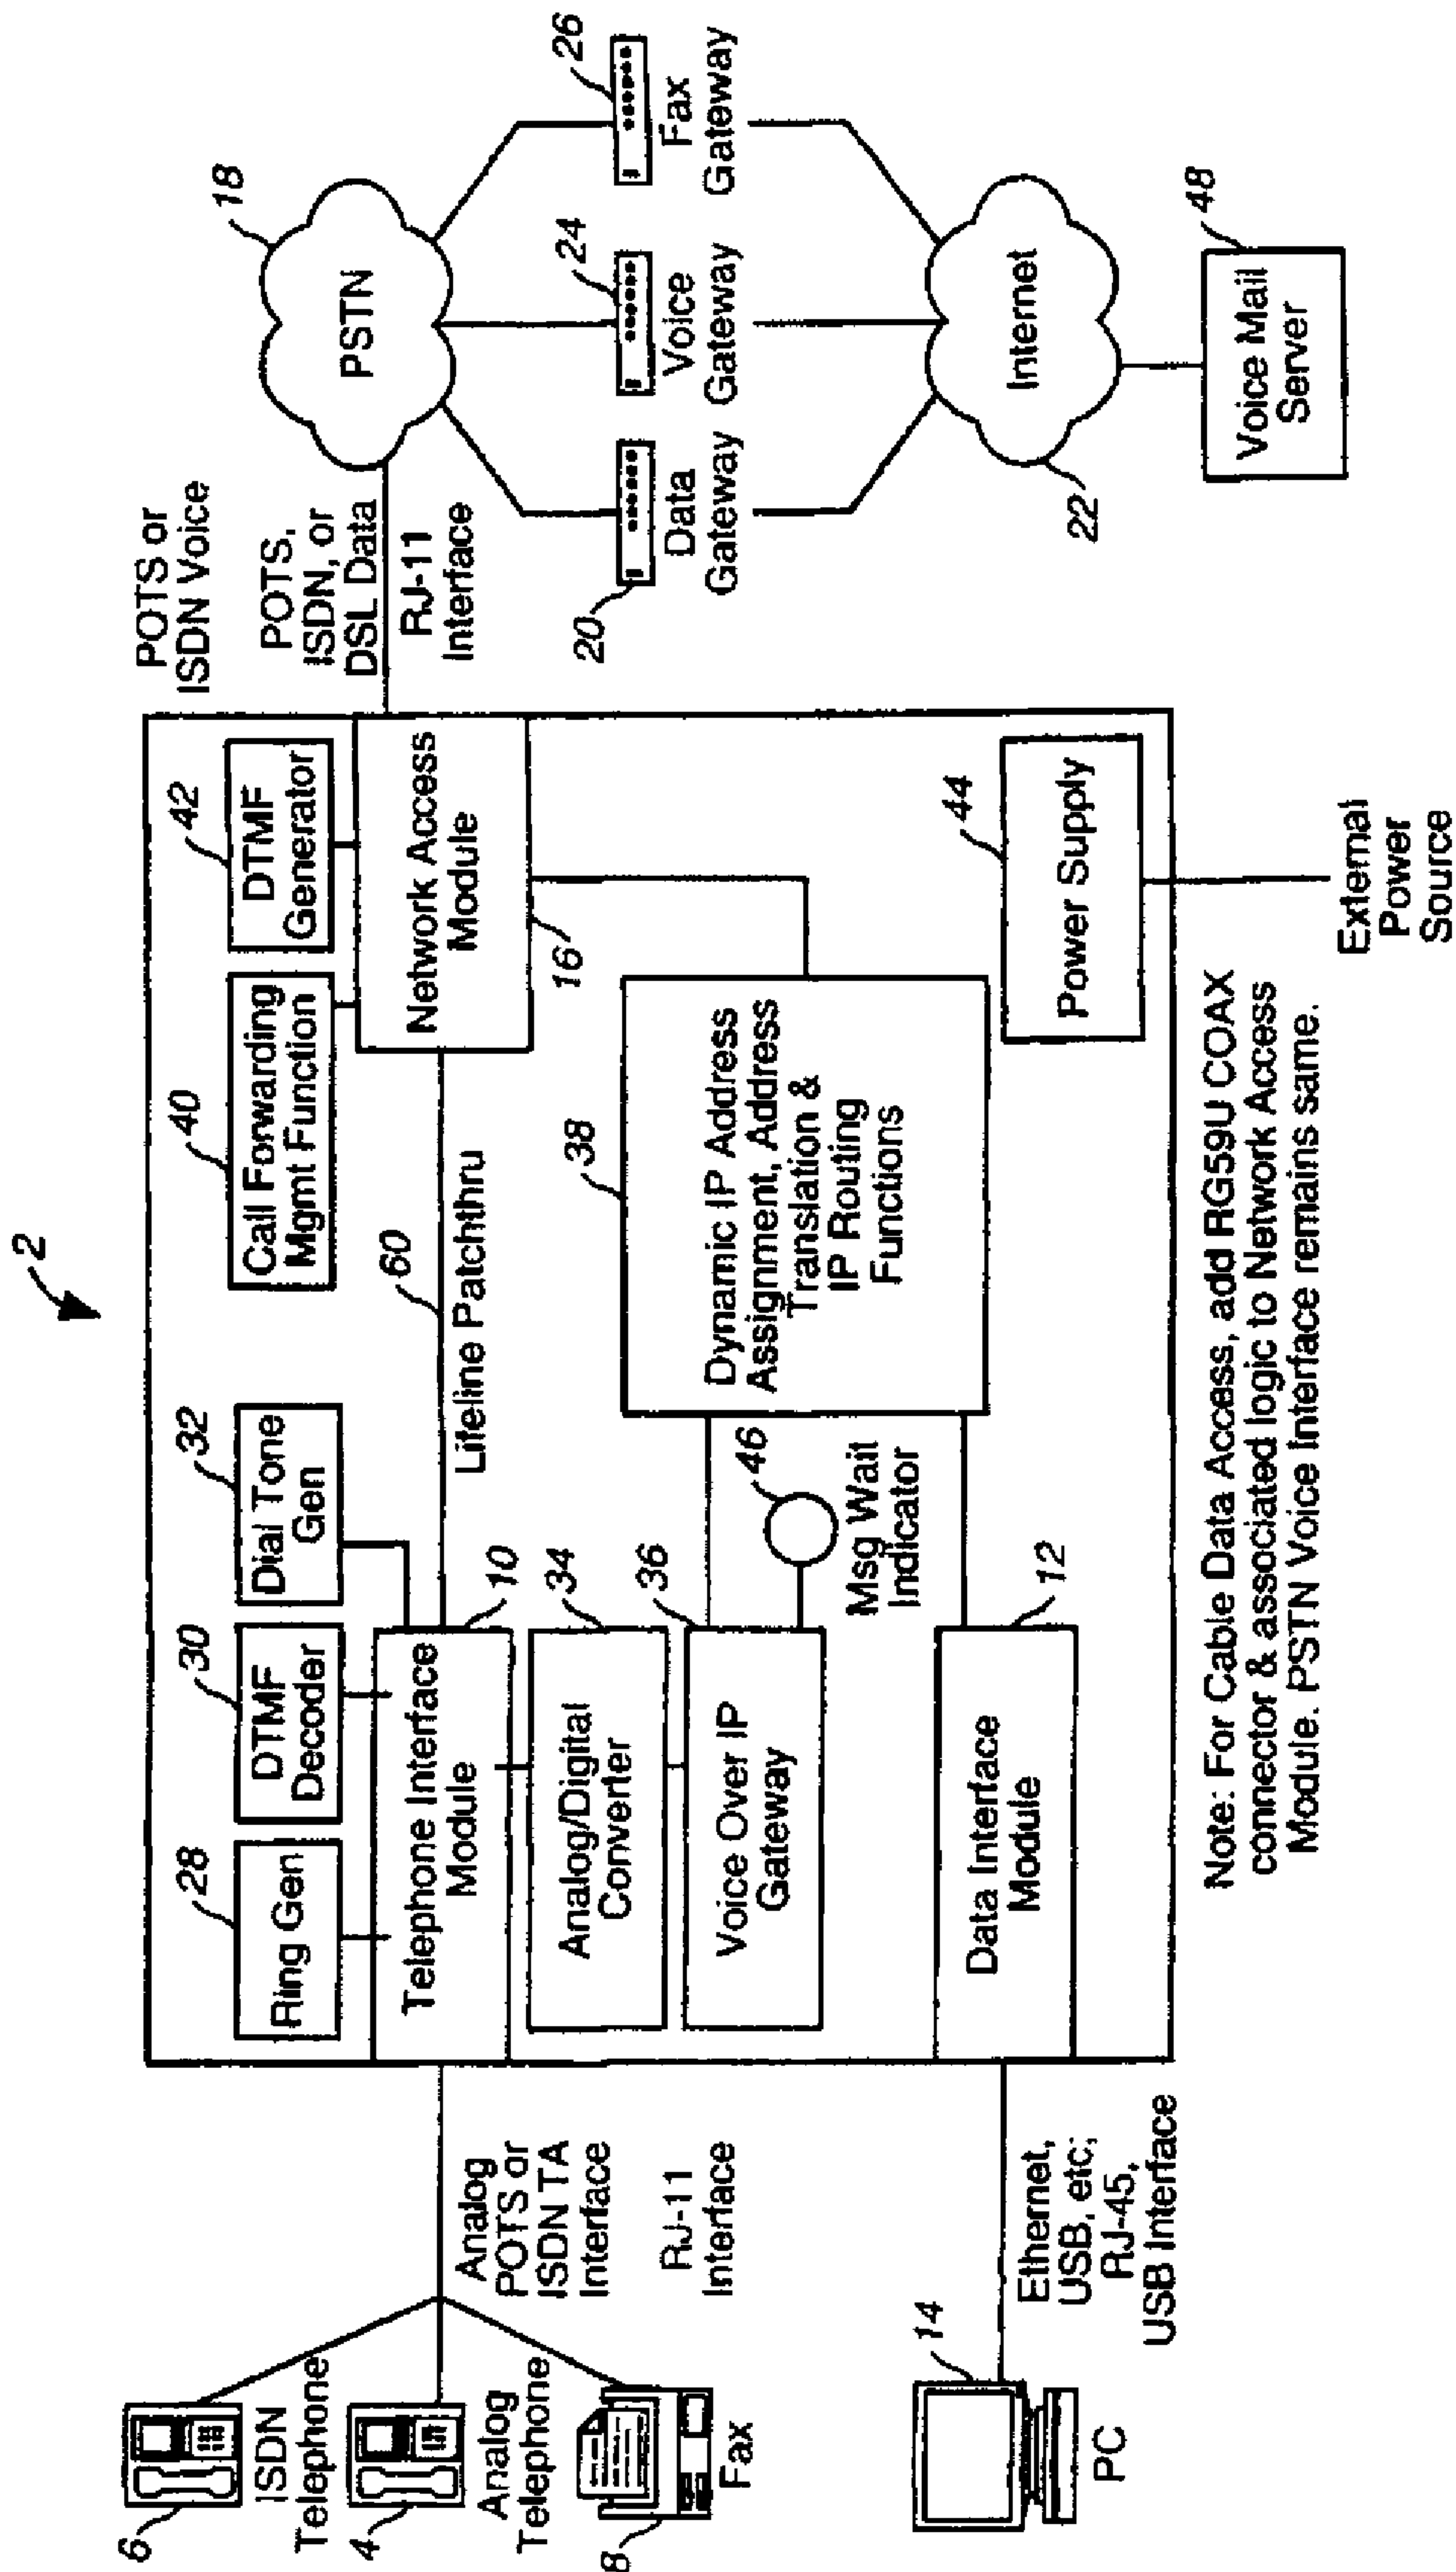 2
6
ISDN
Telephone
4
Analog
Telephone
8
Fax
14
PC
Analog
POTS or
ISDN TA
Interface
RJ-11
Interface
Ethernet,
USB, etc;
RJ-45,
USB Interface
28
Ring Gen
30
DTMF
Decoder
32
Dial Tone
Gen
Telephone Interface
Module
10
Analog/Digital
Converter
34
Voice Over IP
Gateway
36
46
Msg Wait
Indicator
Data Interface
Module
12
60
Lifeline Patchthru
38
Dynamic IP Address
Assignment, Address
Translation &
IP Routing
Functions
40
Call Forwarding
Mgmt Function
42
DTMF
Generator
Network Access
Module
16
44
Power Supply
External
Power
Source
POTS or
ISDN Voice
POTS,
ISDN, or
DSL Data
RJ-11
Interface
18
PSTN
20
Data
Gateway
24
Voice
Gateway
26
Fax
Gateway
Internet
22
48
Voice Mail
Server
Note: For Cable Data Access, add RG59U COAX
connector & associated logic to Network Access
Module. PSTN Voice Interface remains same.